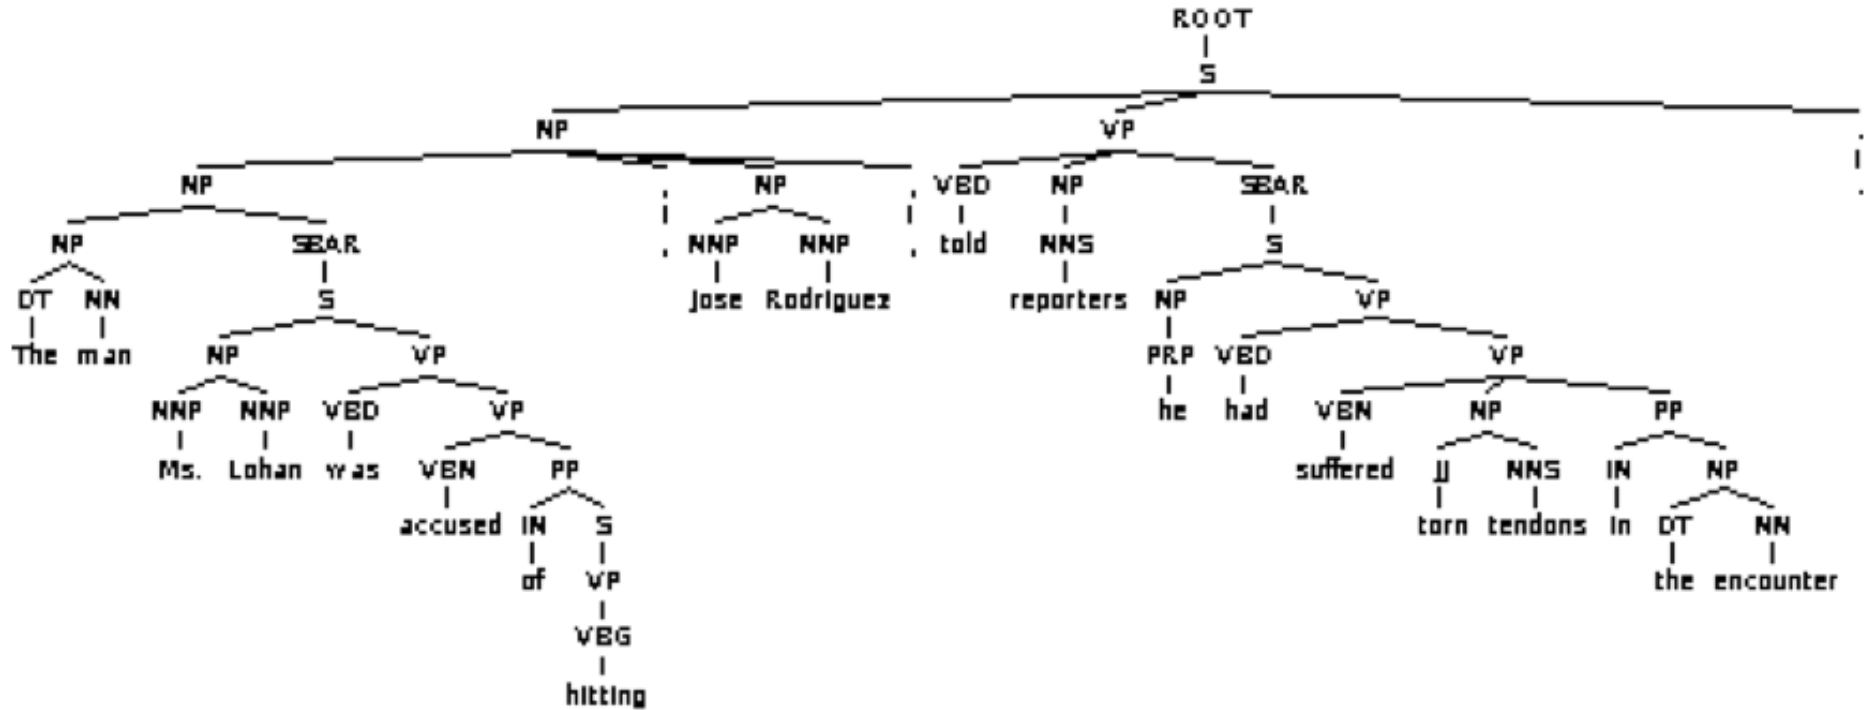 ROOT
S
NP VP .
NP , NP , VBD NP SBAR .
NP SBAR , NNP NNP , told NNS S
DT NN S Jose Rodriguez reporters NP VP
The man NP VP PRP VBD VP
NNP NNP VBD VP he had VBN NP PP
Ms. Lohan was VBN PP suffered JJ NNS IN NP
accused IN S torn tendons in DT NN
of VP the encounter
VBG
hitting